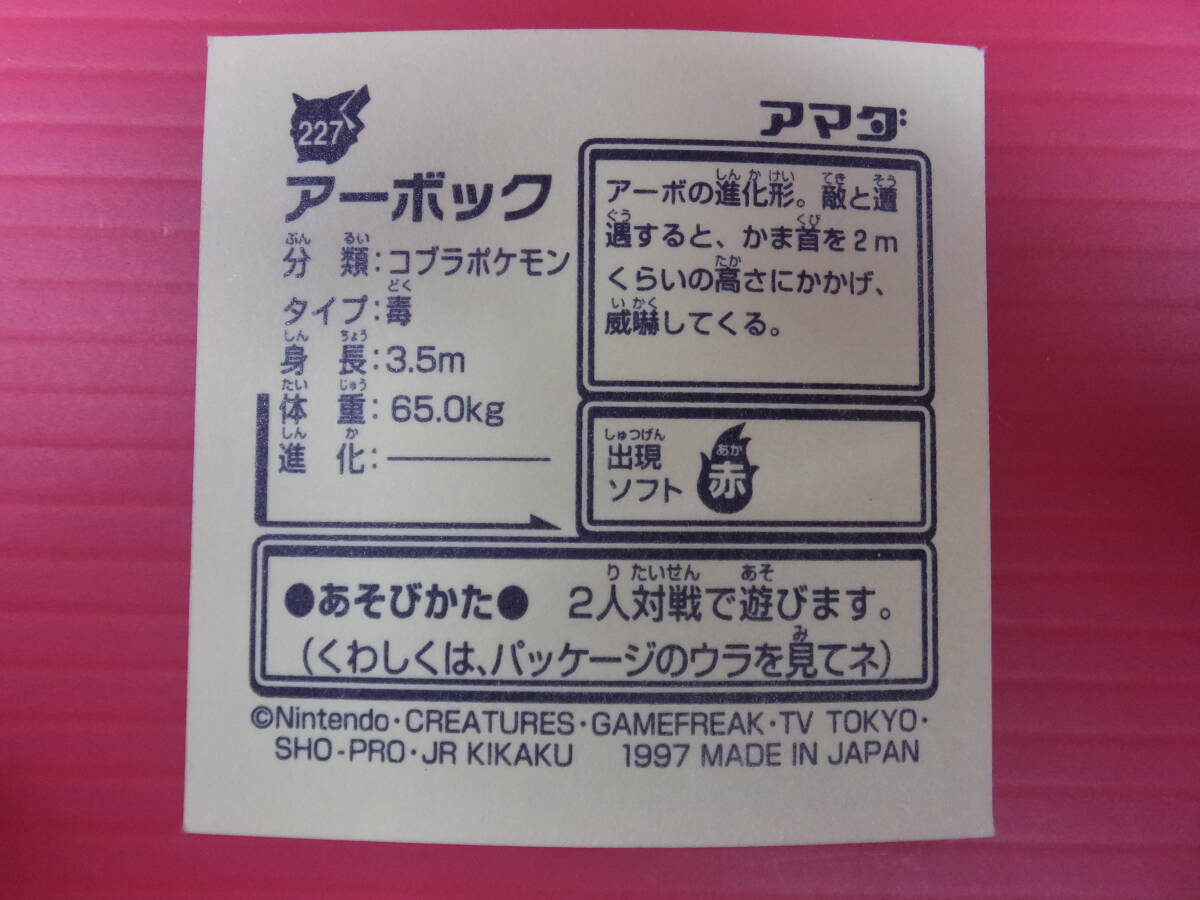 227
アマダ
アーボック
分類：コブラポケモン
タイプ：毒
身長：3.5m
体重：65.0kg
進化：————
アーボの進化形。敵と遭
遇すると、かま首を2m
くらいの高さにかかげ、
威嚇してくる。
出現
ソフト 赤
●あそびかた● 2人対戦で遊びます。
(くわしくは、パッケージのウラを見てネ)
©Nintendo・CREATURES・GAMEFREAK・TV TOKYO・
SHO-PRO・JR KIKAKU 1997 MADE IN JAPAN